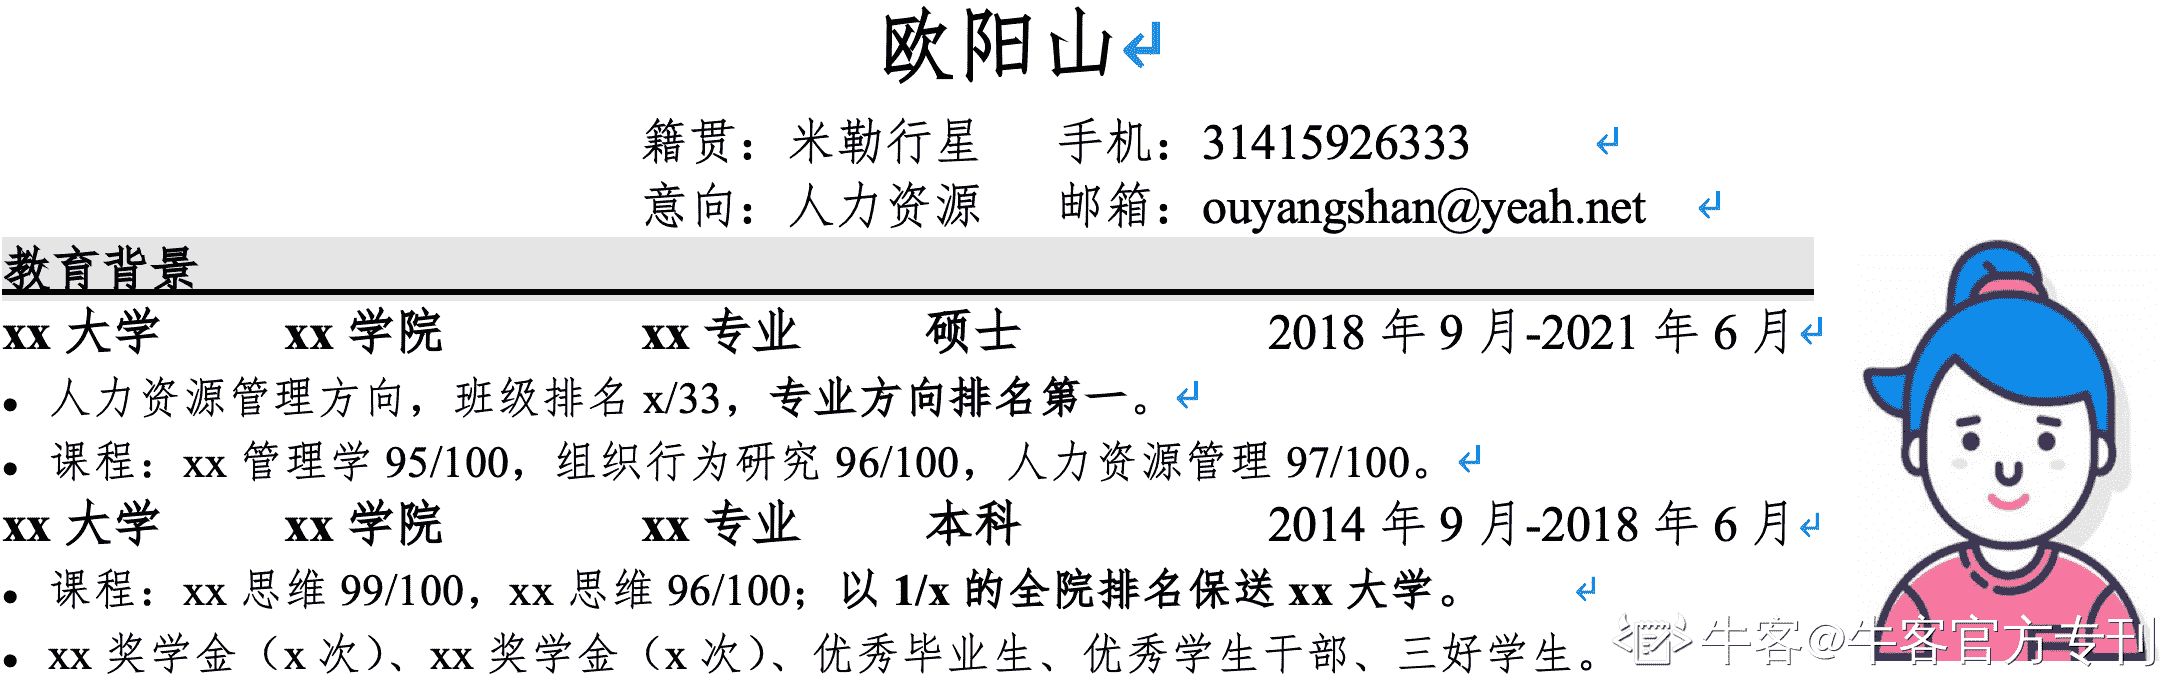 欧阳山
籍贯：米勒行星 手机：31415926333
意向：人力资源 邮箱：ouyangshan@yeah.net
教育背景
xx 大学 xx 学院 xx 专业 硕士 2018 年 9 月-2021 年 6 月
• 人力资源管理方向，班级排名 x/33，专业方向排名第一。
• 课程：xx 管理学 95/100，组织行为研究 96/100，人力资源管理 97/100。
xx 大学 xx 学院 xx 专业 本科 2014 年 9 月-2018 年 6 月
• 课程：xx 思维 99/100，xx 思维 96/100；以 1/x 的全院排名保送 xx 大学。
• xx 奖学金（x 次）、xx 奖学金（x 次）、优秀毕业生、优秀学生干部、三好学生。
牛客@牛客官方专刊